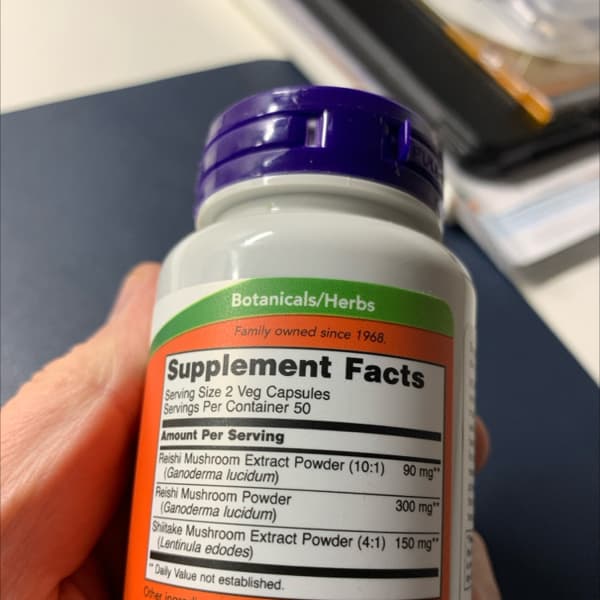 Botanicals/Herbs
Family owned since 1968.
Supplement Facts
Serving Size 2 Veg Capsules
Servings Per Container 50
Amount Per Serving
Reishi Mushroom Extract Powder (10:1) 90 mg**
(Ganoderma lucidum)
Reishi Mushroom Powder
(Ganoderma lucidum) 300 mg**
Shiitake Mushroom Extract Powder (4:1) 150 mg**
(Lentinula edodes)
** Daily Value not established.
Other